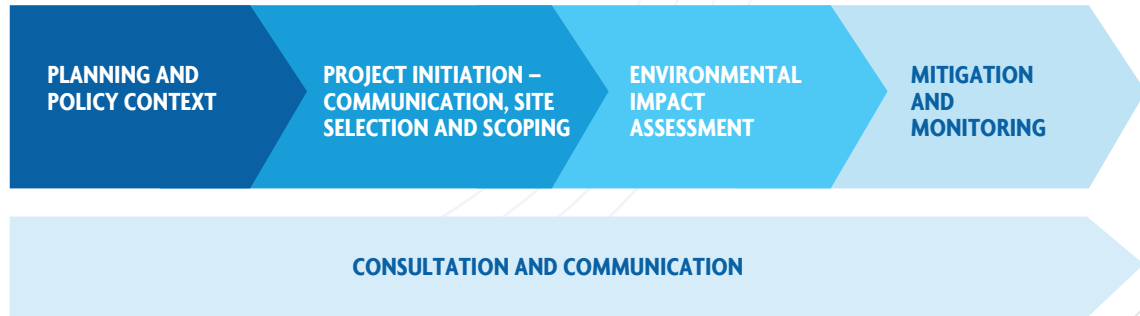 PLANNING AND
POLICY CONTEXT
PROJECT INITIATION –
COMMUNICATION, SITE
SELECTION AND SCOPING
ENVIRONMENTAL
IMPACT
ASSESSMENT
MITIGATION
AND
MONITORING
CONSULTATION AND COMMUNICATION